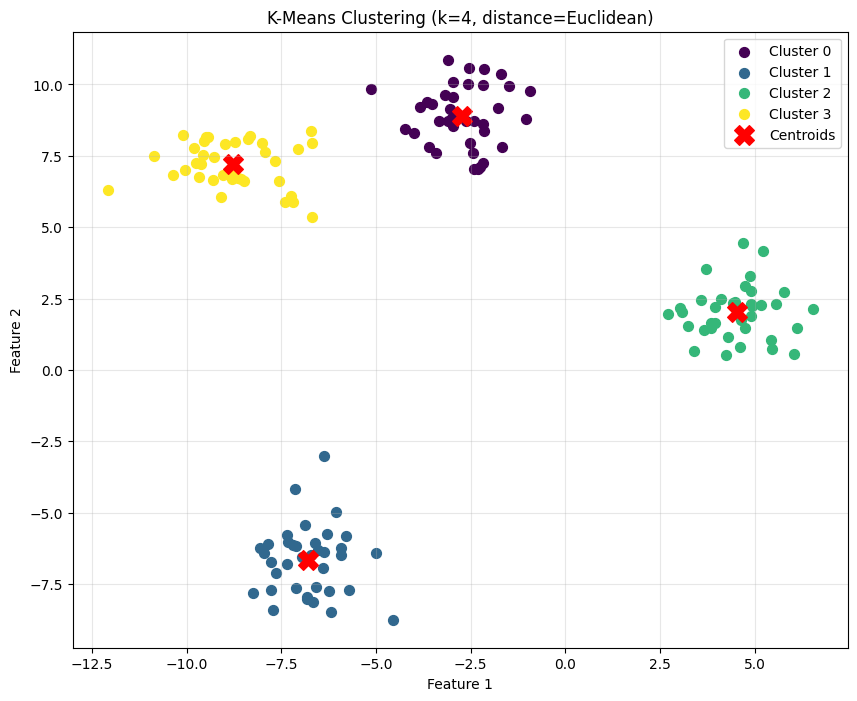 K-Means Clustering (k=4, distance=Euclidean)
Cluster 0
Cluster 1
Cluster 2
Cluster 3
Centroids
10.0
7.5
5.0
2.5
0.0
−2.5
−5.0
−7.5
Feature 2
−12.5 −10.0 −7.5 −5.0 −2.5 0.0 2.5 5.0
Feature 1